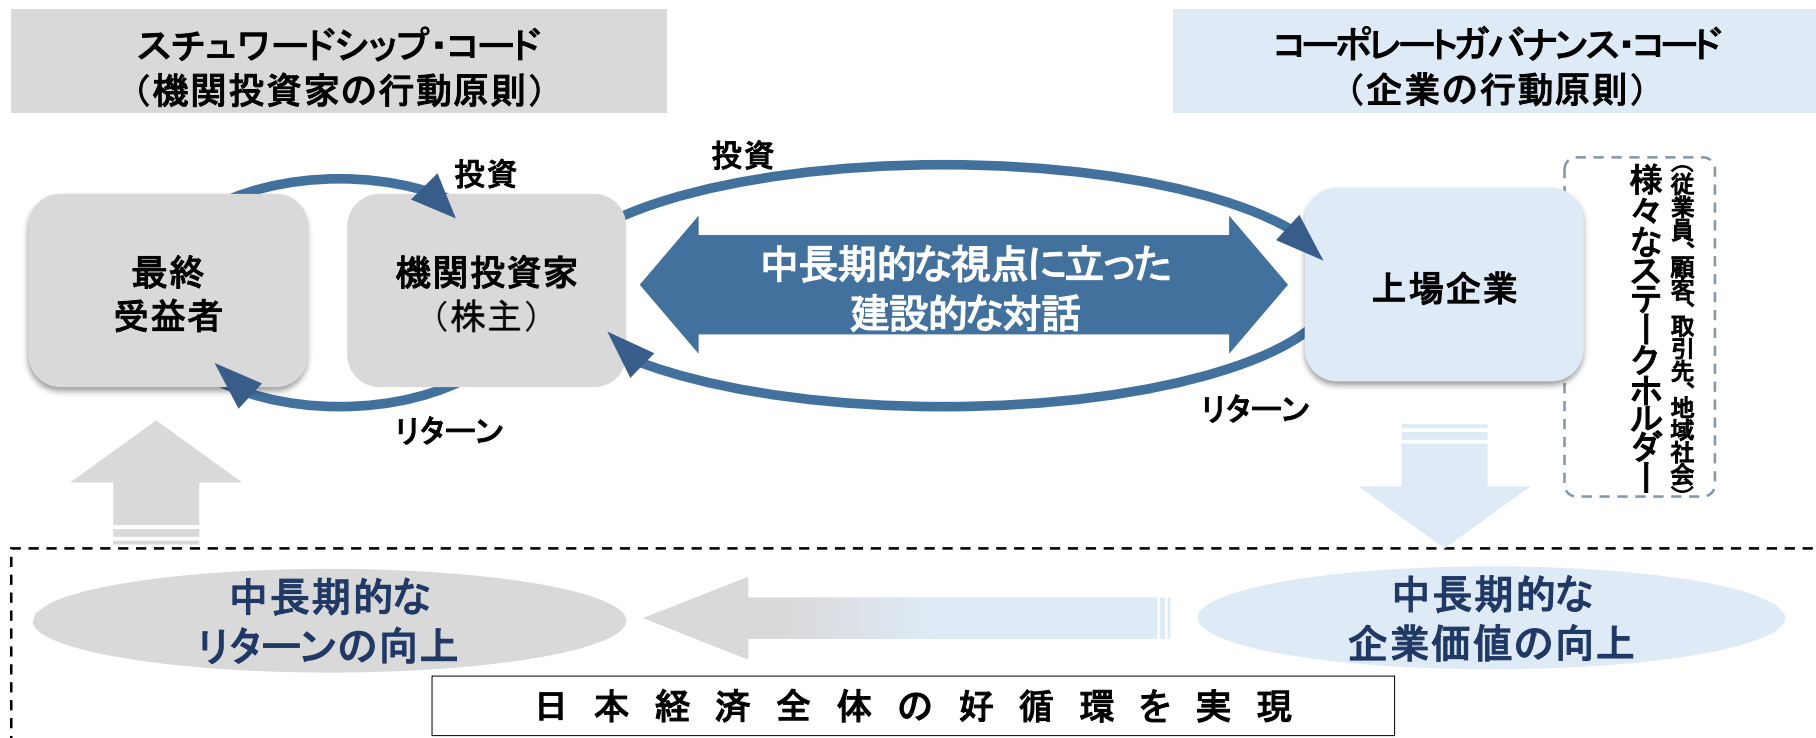 スチュワードシップ・コード
（機関投資家の行動原則）
コーポレートガバナンス・コード
（企業の行動原則）
投資
投資
最終
受益者
機関投資家
（株主）
中長期的な視点に立った
建設的な対話
上場企業
様々なステークホルダー
（従業員、顧客、取引先、地域社会）
リターン
リターン
中長期的な
リターンの向上
中長期的な
企業価値の向上
日本経済全体の好循環を実現